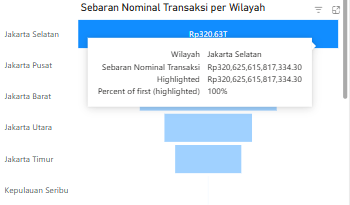 Sebaran Nominal Transaksi per Wilayah
Jakarta Selatan Rp320.63T
Wilayah Jakarta Selatan
Jakarta Pusat
Sebaran Nominal Transaksi Rp320,625,615,817,334.30
Highlighted Rp320,625,615,817,334.30
Jakarta Barat
Percent of first (highlighted) 100%
Jakarta Utara
Jakarta Timur
Kepulauan Seribu